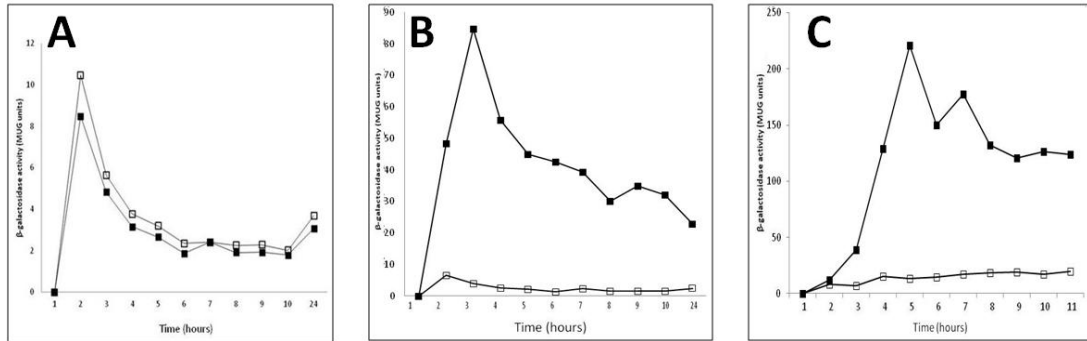 A
β-galactosidase activity (MUG units)
12
10
8
6
4
2
0
1 2 3 4 5 6 7 8 9 10 24
Time (hours)
B
β-galactosidase activity (MUG units)
90
80
70
60
50
40
30
20
10
0
1 2 3 4 5 6 7 8 9 10 24
Time (hours)
C
β-galactosidase activity (MUG units)
250
200
150
100
50
0
1 2 3 4 5 6 7 8 9 10 11
Time (hours)